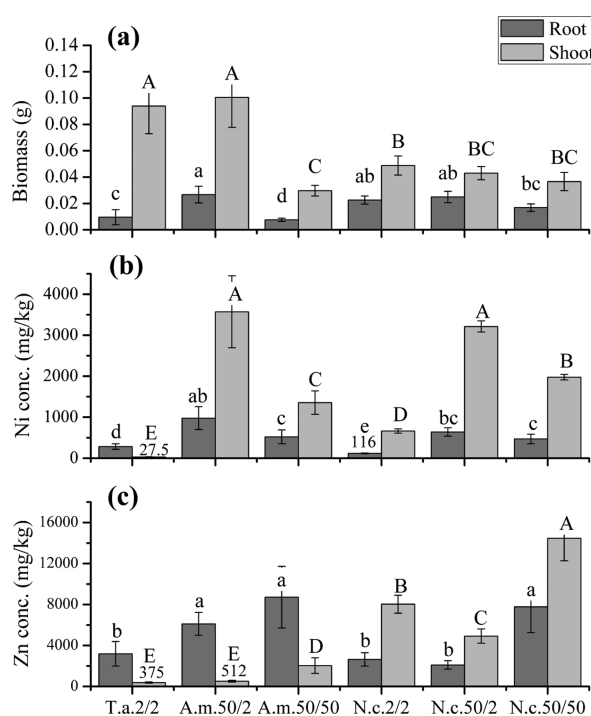 Root
Shoot
(a)
0.14
0.12
0.10
0.08
0.06
0.04
0.02
0.00
Biomass (g)
c A a A d C ab B ab BC bc BC
(b)
4000
3000
2000
1000
0
Ni conc. (mg/kg)
d E 27.5 ab A c C e 116 D bc A c B
(c)
16000
12000
8000
4000
0
Zn conc. (mg/kg)
b E 375 a E 512 a D b B b C a A
T.a.2/2 A.m.50/2 A.m.50/50 N.c.2/2 N.c.50/2 N.c.50/50